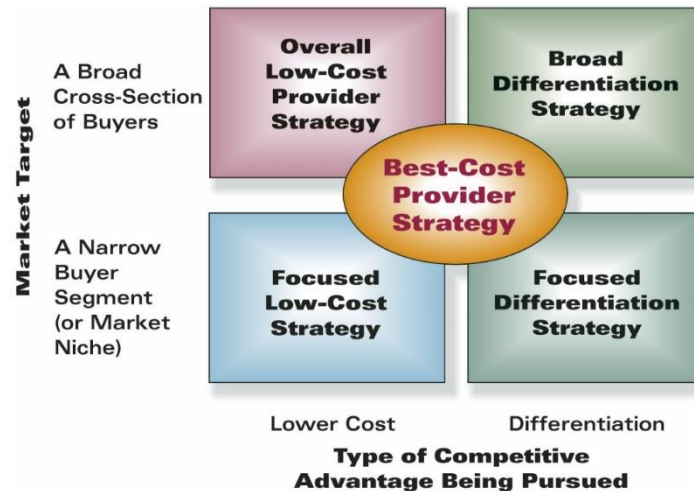 Market Target
A Broad
Cross-Section
of Buyers
Overall
Low-Cost
Provider
Strategy
Broad
Differentiation
Strategy
Best-Cost
Provider
Strategy
A Narrow
Buyer
Segment
(or Market
Niche)
Focused
Low-Cost
Strategy
Focused
Differentiation
Strategy
Lower Cost
Differentiation
Type of Competitive
Advantage Being Pursued